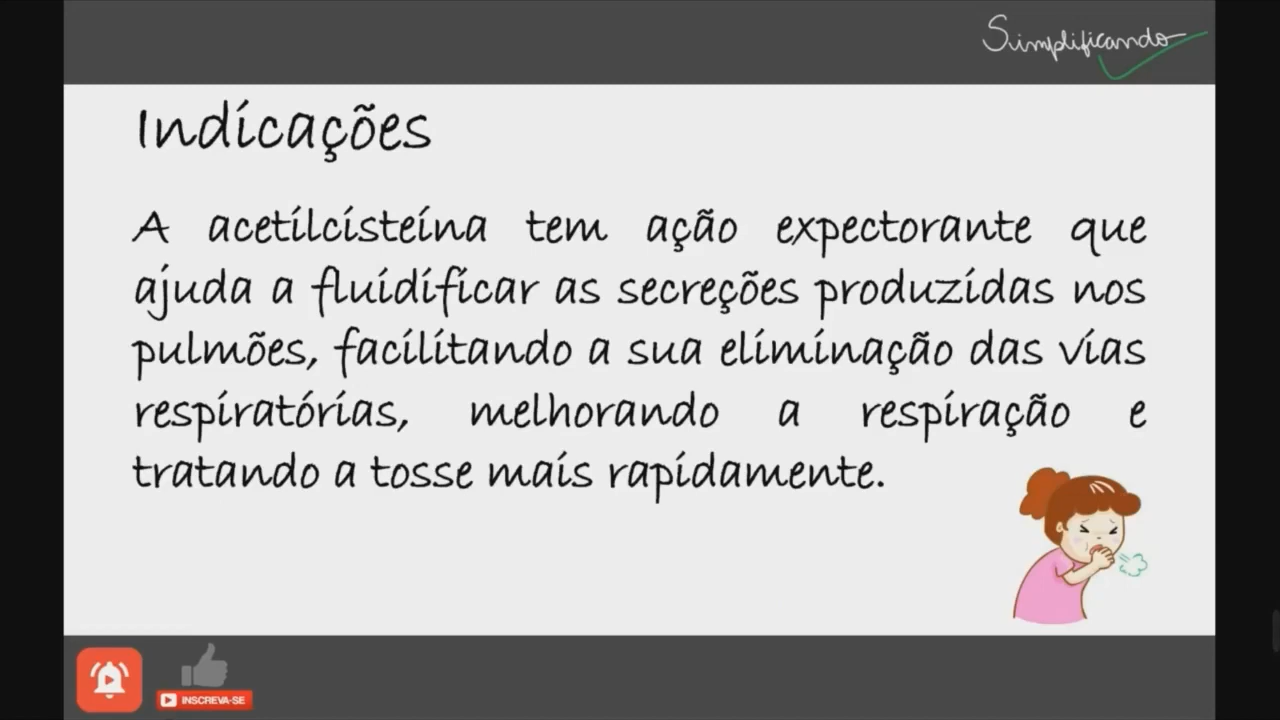 Simplificando
Indicações
A acetilcisteína tem ação expectorante que
ajuda a fluidificar as secreções produzidas nos
pulmões, facilitando a sua eliminação das vias
respiratórias, melhorando a respiração e
tratando a tosse mais rapidamente.
INSCREVA-SE